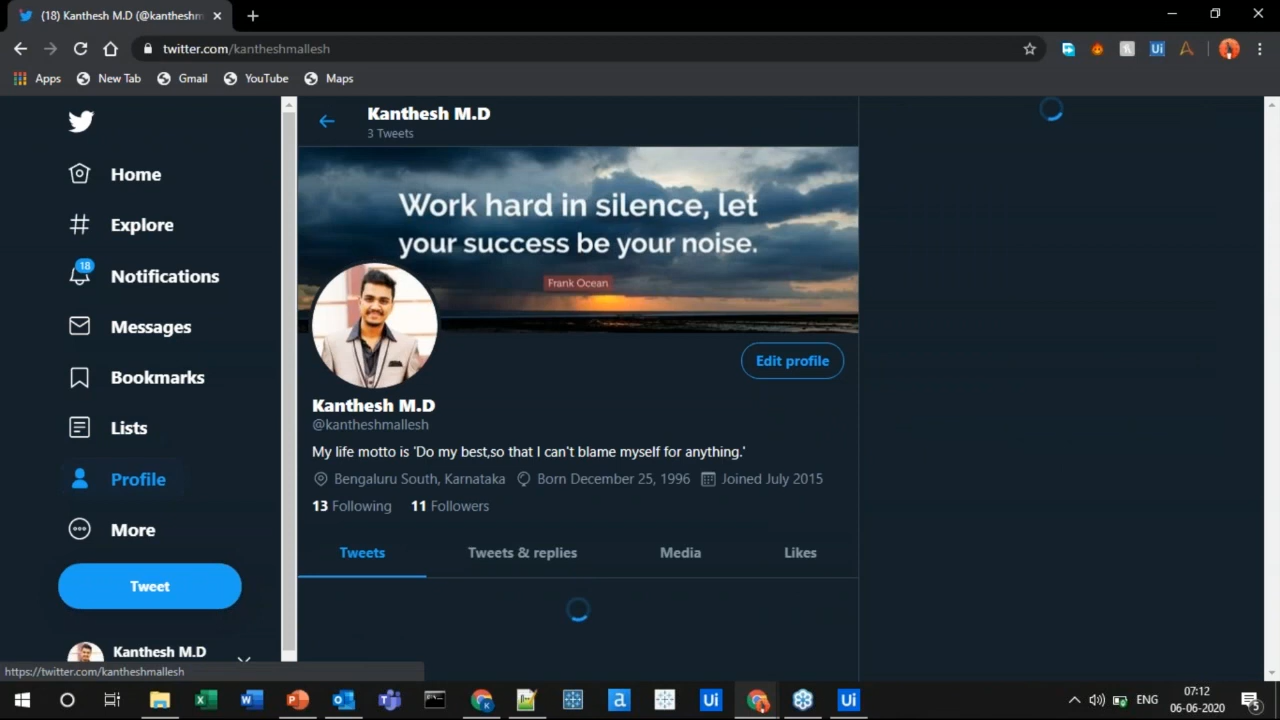 (18) Kanthesh M.D (@kantheshm
twitter.com/kantheshmallesh
Ui
Apps
New Tab
Gmail
YouTube
Maps
Kanthesh M.D
3 Tweets
Home
Explore
18
Notifications
Messages
Bookmarks
Lists
Profile
More
Tweet
Kanthesh M.D
Work hard in silence, let
your success be your noise.
Frank Ocean
Edit profile
Kanthesh M.D
@kantheshmallesh
My life motto is 'Do my best,so that I can't blame myself for anything.'
Bengaluru South, Karnataka Born December 25, 1996 Joined July 2015
13 Following 11 Followers
Tweets Tweets & replies Media Likes
https://twitter.com/kantheshmallesh
Ui
Ui
ENG
07:12
06-06-2020
5